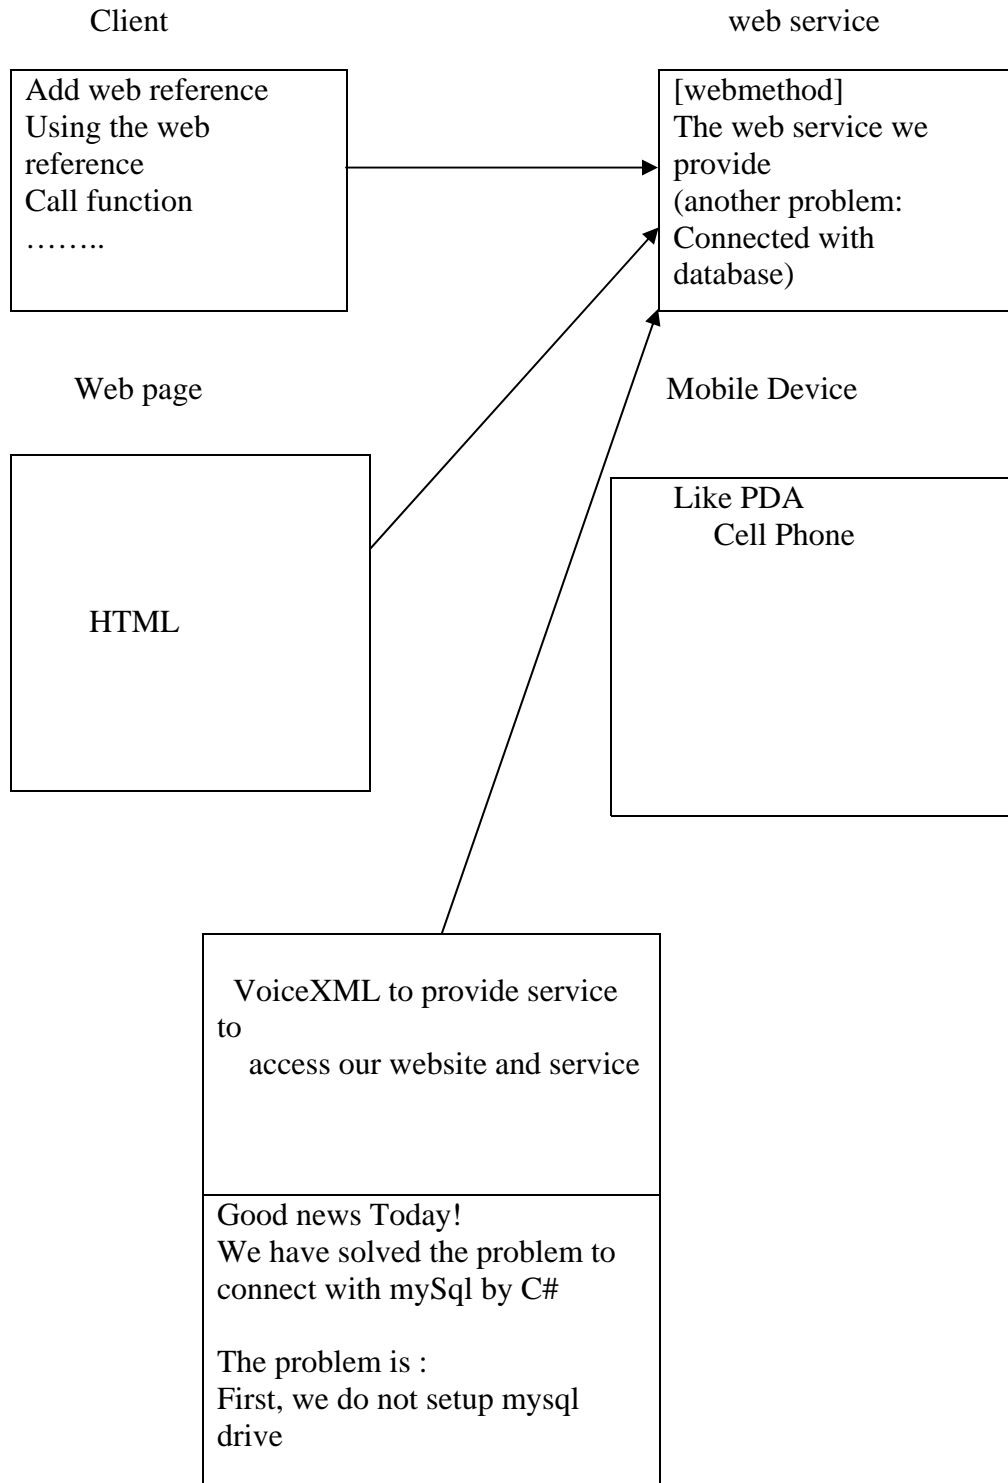 Client
web service
Add web reference
Using the web
reference
Call function
……..
[webmethod]
The web service we
provide
(another problem:
Connected with
database)
Web page
Mobile Device
HTML
Like PDA
Cell Phone
VoiceXML to provide service
to
access our website and service
Good news Today!
We have solved the problem to
connect with mySql by C#
The problem is :
First, we do not setup mysql
drive